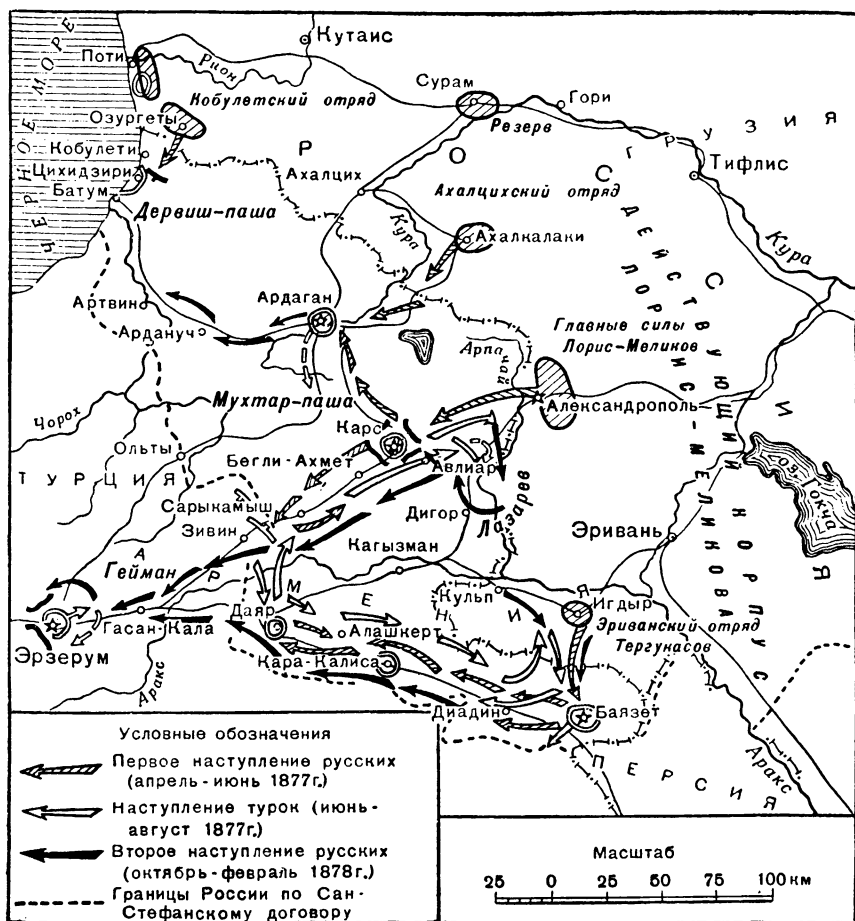 ЧЕРНОЕ МОРЕ
Кутаис
Поти
Рион
Кобулетский отряд
Сурам
Гори
Резерв
ГРУЗИЯ
Озургеты
Кобулети
Цихидзири
Батум
Ахалцих
Ахалцихский отряд
Тифлис
РОССИЯ
Дервиш-паша
Кура
Ахалкалаки
Кура
ДЕЙСТВУЮЩИЙ КОРПУС
ЛОРИС-МЕЛИКОВА
Артвин
Ардаган
Ардануч
Главные силы
Лорис-Меликов
Арпа
чай
Мухтар-паша
Александрополь
Чорох
Карс
Ольты
ТУРЦИЯ
Бегли-Ахмет
Авлиар
оз. Гокча
Сарыкамыш
Зивин
Дигор
Лазарев
Эривань
Кагызман
Гейман
АРМЕНИЯ
Кульп
Игдыр
Даяр
Гасан-Кала
Алашкерт
Эриванский отряд
Тергукасов
Эрзерум
Кара-Калиса
Аракс
Диадин
Баязет
Аракс
ПЕРСИЯ
Условные обозначения
Первое наступление русских
(апрель-июнь 1877г.)
Наступление турок (июнь-
август 1877г.)
Второе наступление русских
(октябрь-февраль 1878г.)
Границы России по Сан-
Стефанскому договору
Масштаб
25 0 25 50 75 100 км